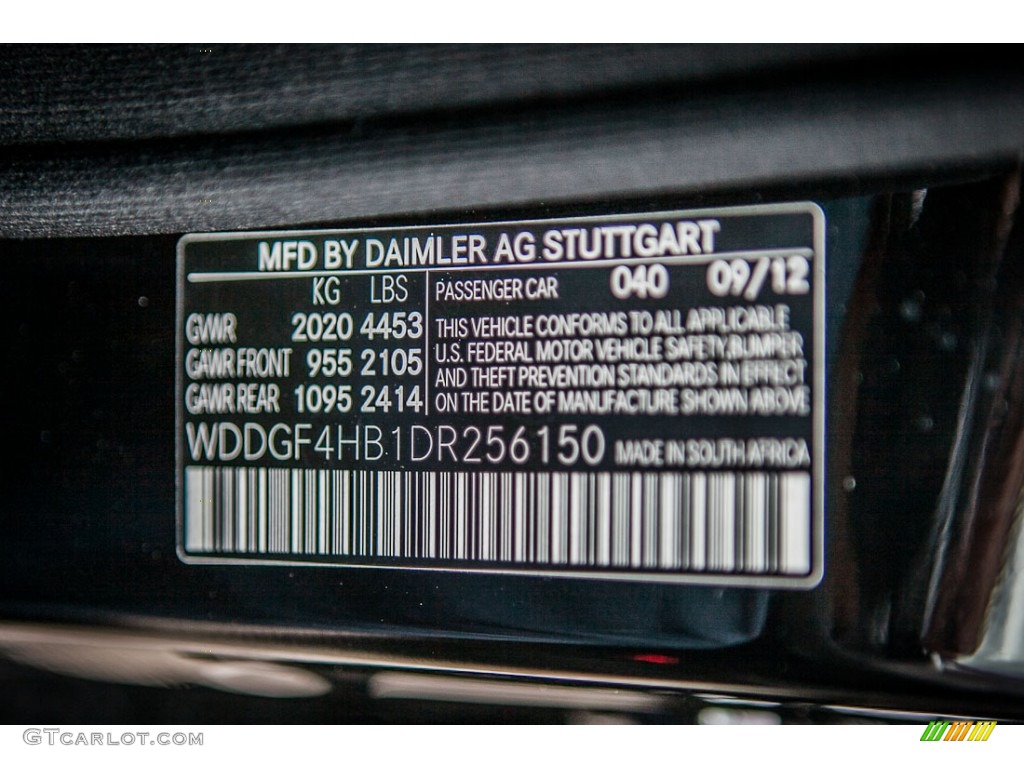 MFD BY DAIMLER AG STUTTGART
KG LBS PASSENGER CAR 040 09/12
GVWR 2020 4453 THIS VEHICLE CONFORMS TO ALL APPLICABLE
GAWR FRONT 955 2105 U.S. FEDERAL MOTOR VEHICLE SAFETY, BUMPER
AND THEFT PREVENTION STANDARDS IN EFFECT
GAWR REAR 1095 2414 ON THE DATE OF MANUFACTURE SHOWN ABOVE
WDDGF4HB1DR256150 MADE IN SOUTH AFRICA
GTCARLOT.COM